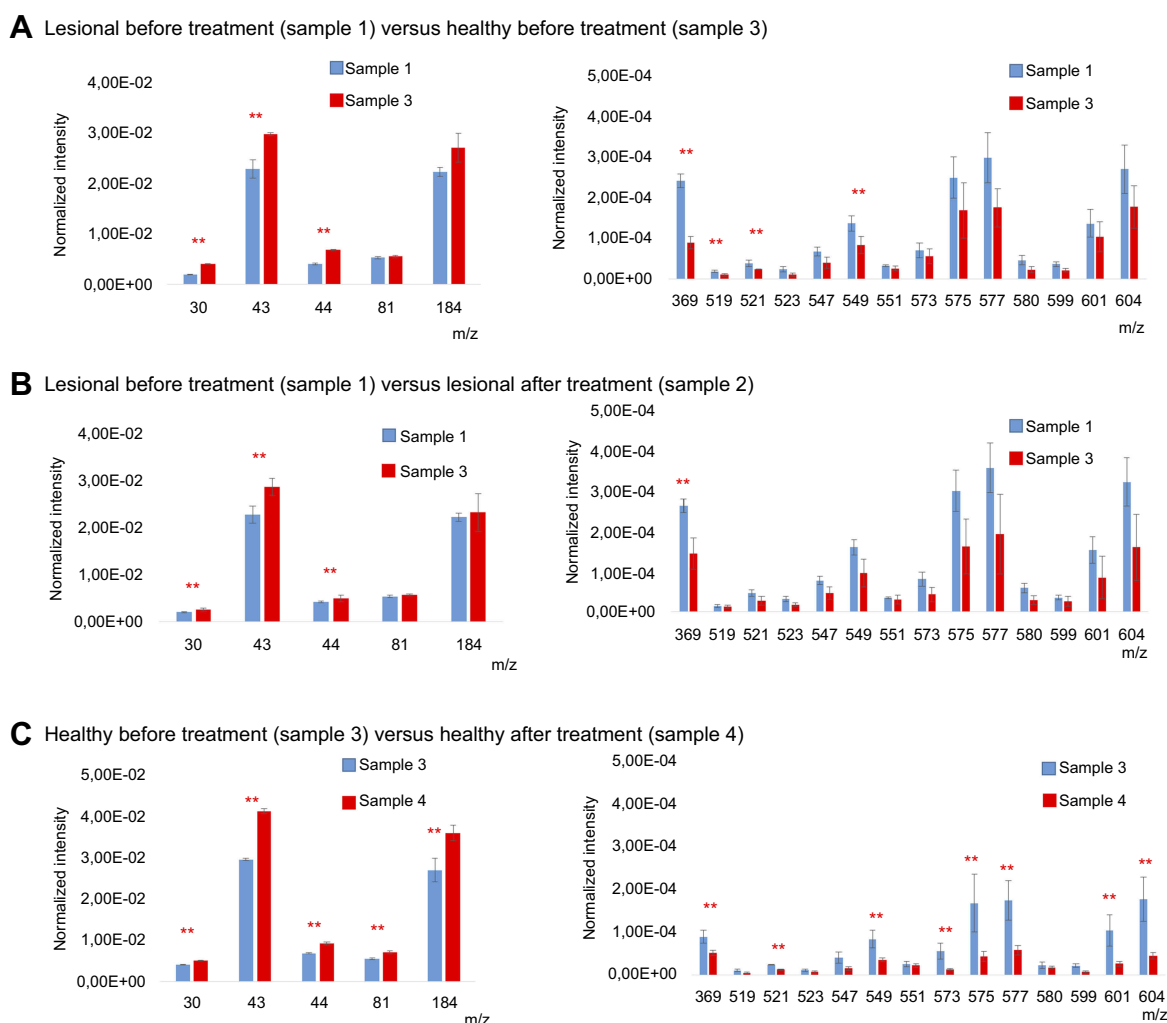 A Lesional before treatment (sample 1) versus healthy before treatment (sample 3)
Normalized intensity
4,00E-02
3,00E-02
2,00E-02
1,00E-02
0,00E+00
Sample 1
Sample 3
**
**
**
30 43 44 81 184
m/z
Normalized intensity
5,00E-04
4,00E-04
3,00E-04
2,00E-04
1,00E-04
0,00E+00
Sample 1
Sample 3
**
**
**
**
369 519 521 523 547 549 551 573 575 577 580 599 601 604
m/z
B Lesional before treatment (sample 1) versus lesional after treatment (sample 2)
Normalized intensity
4,00E-02
3,00E-02
2,00E-02
1,00E-02
0,00E+00
Sample 1
Sample 3
**
**
**
30 43 44 81 184
m/z
Normalized intensity
5,00E-04
4,00E-04
3,00E-04
1,00E-04
0,00E+00
Sample 1
Sample 3
**
369 519 521 523 547 549 551 573 575 577 580 599 601 604
m/z
C Healthy before treatment (sample 3) versus healthy after treatment (sample 4)
Normalized intensity
5,00E-02
4,00E-02
3,00E-02
1,00E-02
0,00E+00
Sample 3
Sample 4
**
**
**
**
**
30 43 44 81 184
m/z
Normalized intensity
5,00E-04
4,00E-04
3,00E-04
2,00E-04
1,00E-04
0,00E+00
Sample 3
Sample 4
**
**
**
**
**
**
**
**
369 519 521 523 547 549 551 573 575 577 580 599 601 604
m/z